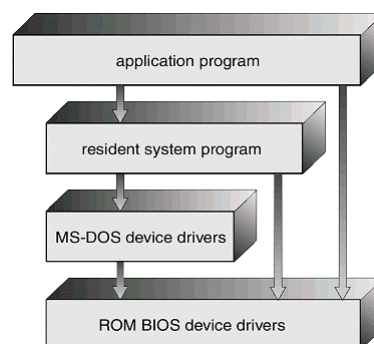 application program
resident system program
MS-DOS device drivers
ROM BIOS device drivers